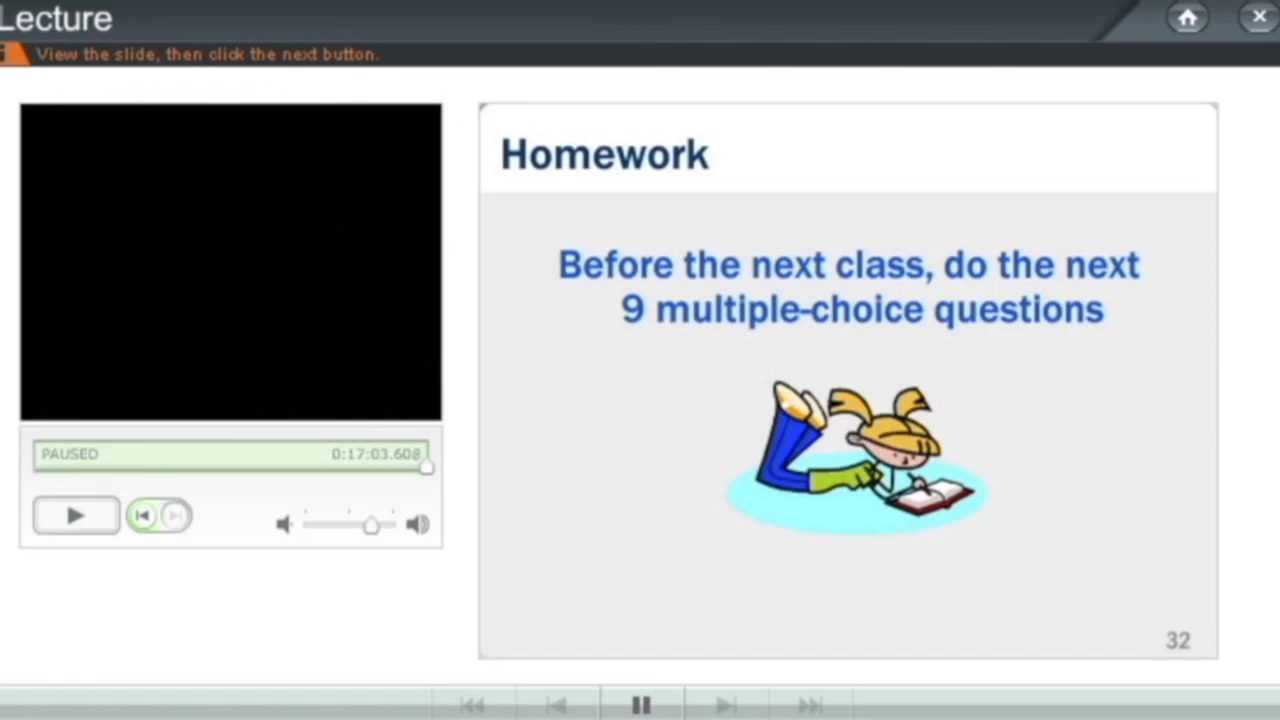 Lecture
View the slide, then click the next button.
Homework
Before the next class, do the next
9 multiple-choice questions
PAUSED 0:17:03.608
32